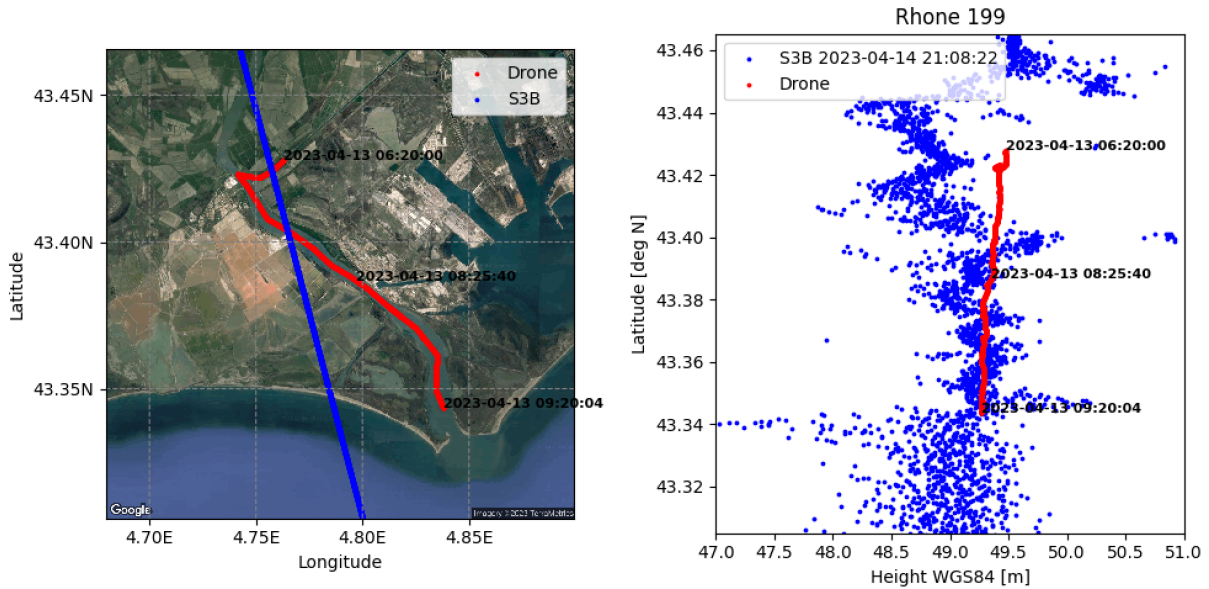 Rhone 199
43.45N
43.40N
43.35N
Latitude
4.70E
4.75E
4.80E
4.85E
Longitude
Drone
S3B
2023-04-13 06:20:00
2023-04-13 08:25:40
2023-04-13 09:20:04
Google
Imagery ©2023 TerraMetrics
43.46
43.44
43.42
43.40
43.38
43.36
43.34
43.32
Latitude [deg N]
S3B 2023-04-14 21:08:22
Drone
2023-04-13 06:20:00
2023-04-13 08:25:40
2023-04-13 09:20:04
47.0
47.5
48.0
48.5
49.0
49.5
50.0
50.5
51.0
Height WGS84 [m]